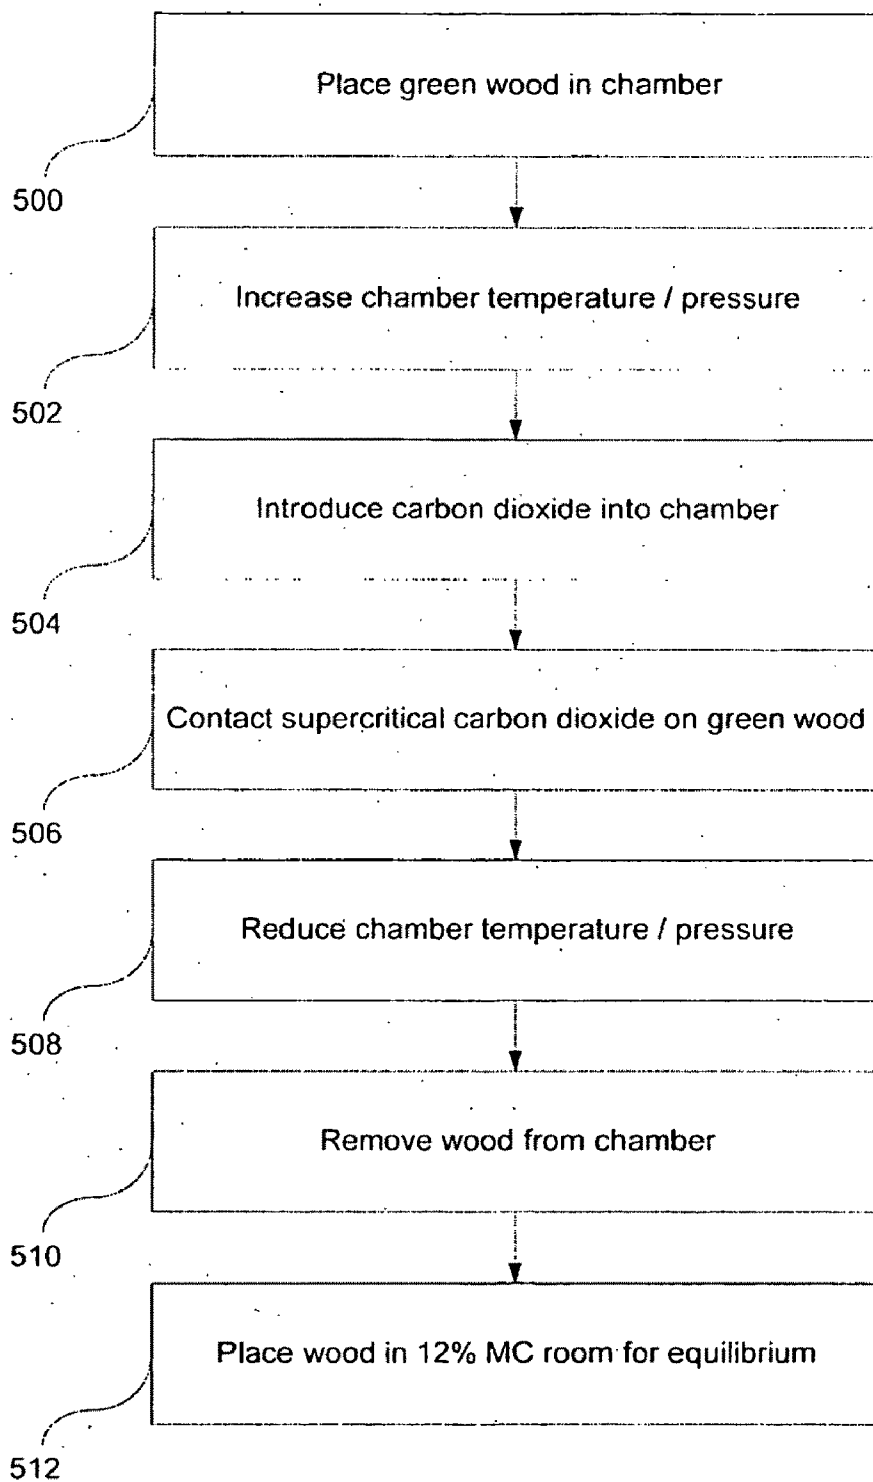 Place green wood in chamber
500
Increase chamber temperature / pressure
502
Introduce carbon dioxide into chamber
504
Contact supercritical carbon dioxide on green wood
506
Reduce chamber temperature / pressure
508
Remove wood from chamber
510
Place wood in 12% MC room for equilibrium
512